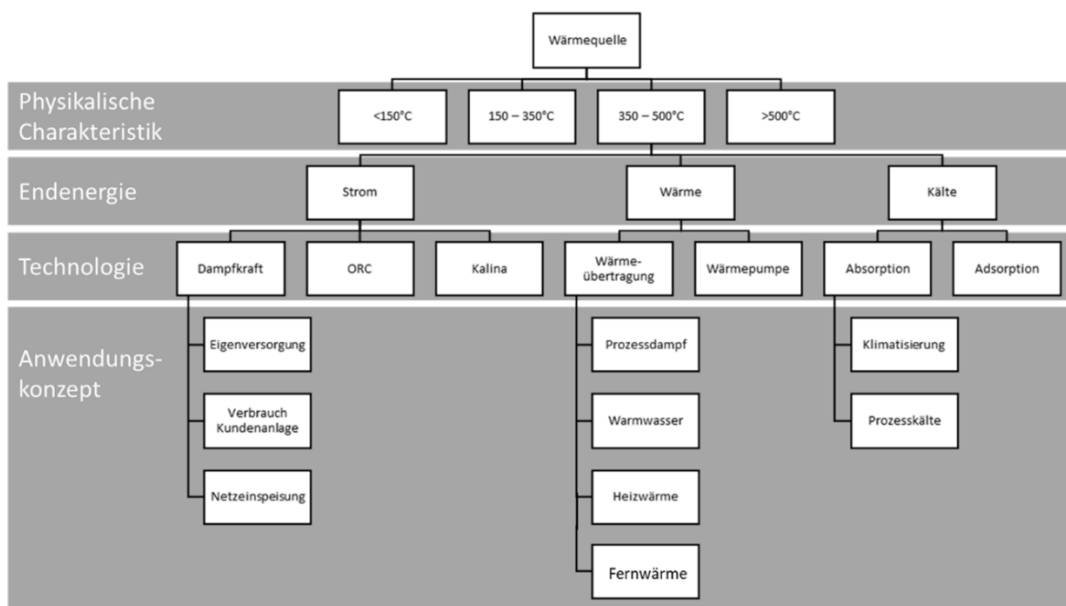 Wärmequelle
Physikalische
Charakteristik
<150°C
150 – 350°C
350 – 500°C
>500°C
Endenergie
Strom
Wärme
Kälte
Technologie
Dampfkraft
ORC
Kalina
Wärme-
übertragung
Wärmepumpe
Absorption
Adsorption
Anwendungs-
konzept
Eigenversorgung
Prozessdampf
Klimatisierung
Verbrauch
Kundenanlage
Warmwasser
Prozesskälte
Netzeinspeisung
Heizwärme
Fernwärme